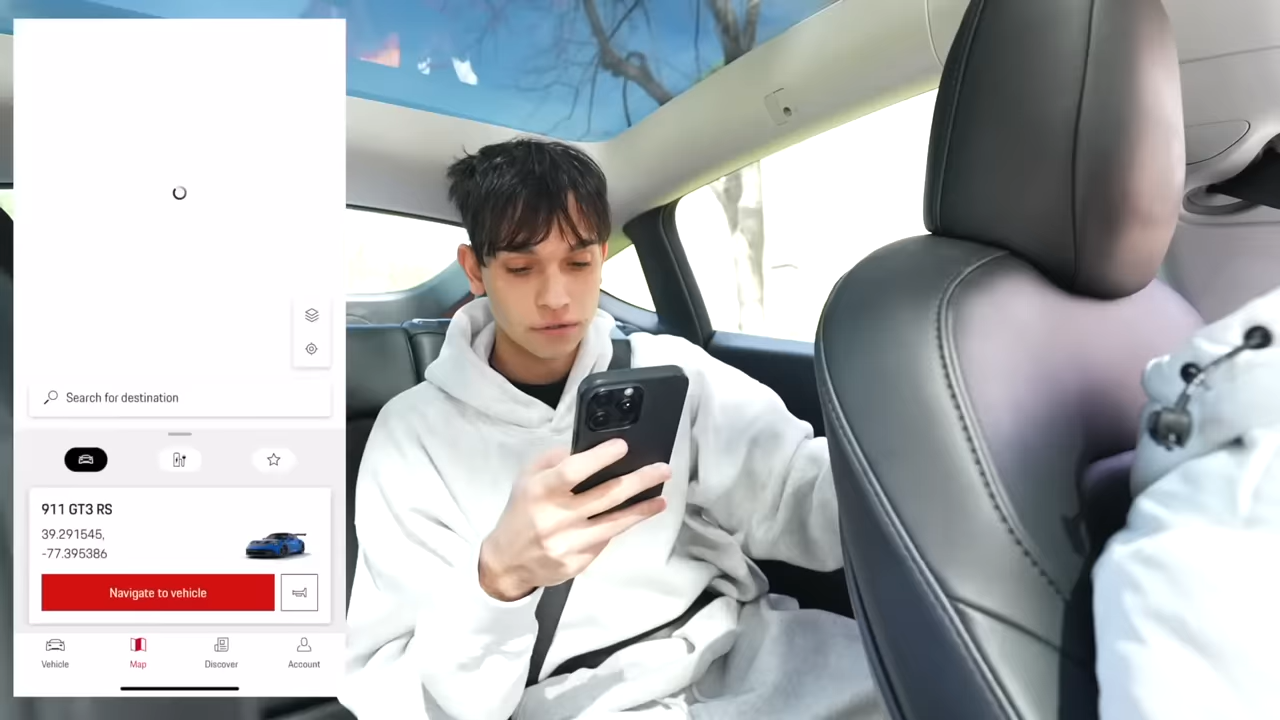 Search for destination
911 GT3 RS
39.291545,
-77.395386
Navigate to vehicle
Vehicle
Map
Discover
Account